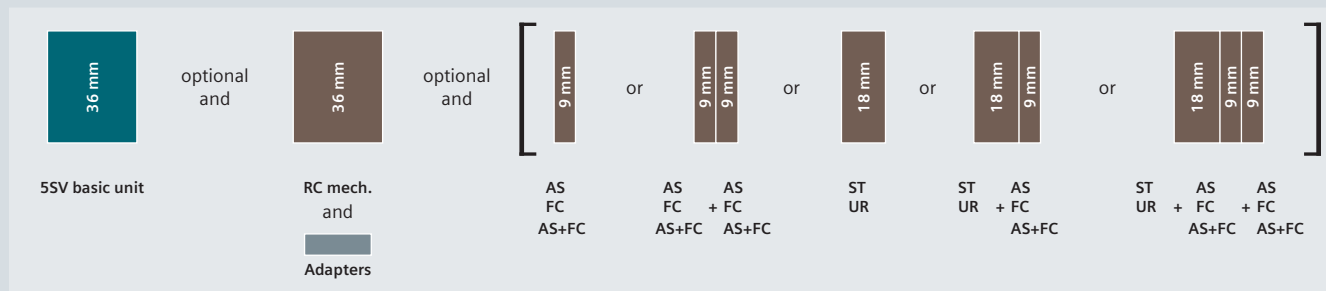 36 mm
optional
and
36 mm
optional
and
9 mm
or
9 mm
9 mm
or
18 mm
or
18 mm
9 mm
or
18 mm
9 mm
9 mm
5SV basic unit
RC mech.
and
Adapters
AS
FC
AS+FC
AS AS
FC + FC
AS+FC AS+FC
ST
UR
ST AS
UR + FC
AS+FC
ST AS AS
UR + FC + FC
AS+FC AS+FC